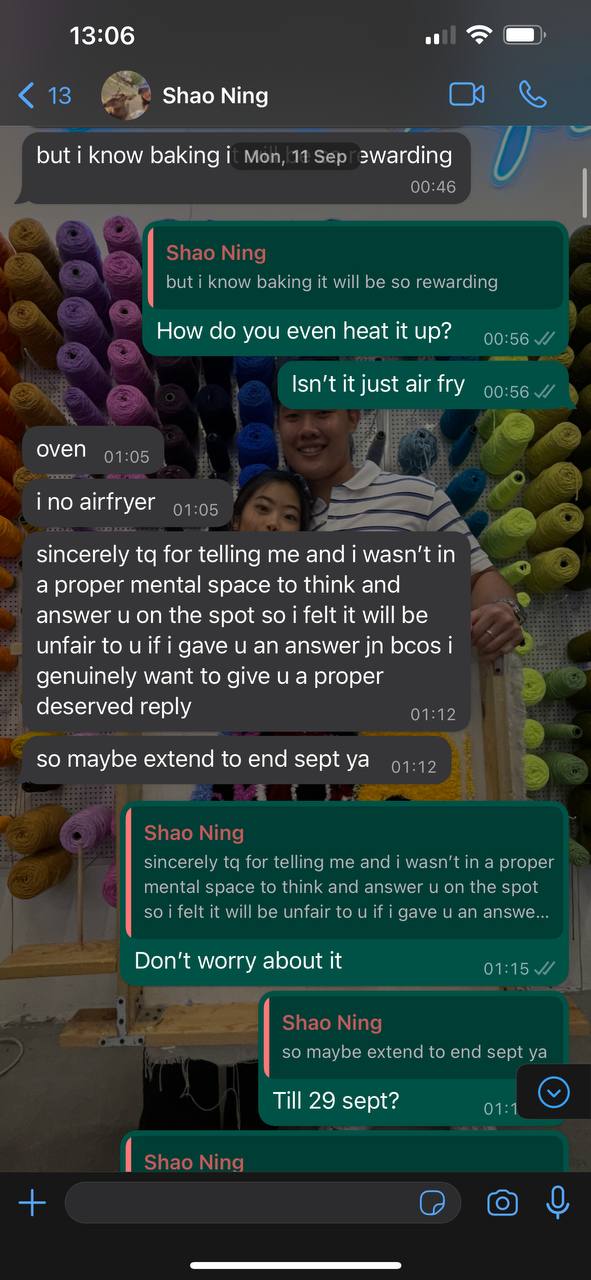 13:06
13
Shao Ning
but i know baking it will be so rewarding
Mon, 11 Sep
00:46
Shao Ning
but i know baking it will be so rewarding
How do you even heat it up?
00:56
Isn’t it just air fry
00:56
oven
01:05
i no airfryer
01:05
sincerely tq for telling me and i wasn’t in
a proper mental space to think and
answer u on the spot so i felt it will be
unfair to u if i gave u an answer jn bcos i
genuinely want to give u a proper
deserved reply
01:12
so maybe extend to end sept ya
01:12
Shao Ning
sincerely tq for telling me and i wasn’t in a proper
mental space to think and answer u on the spot
so i felt it will be unfair to u if i gave u an answe...
Don’t worry about it
01:15
Shao Ning
so maybe extend to end sept ya
Till 29 sept?
Shao Ning